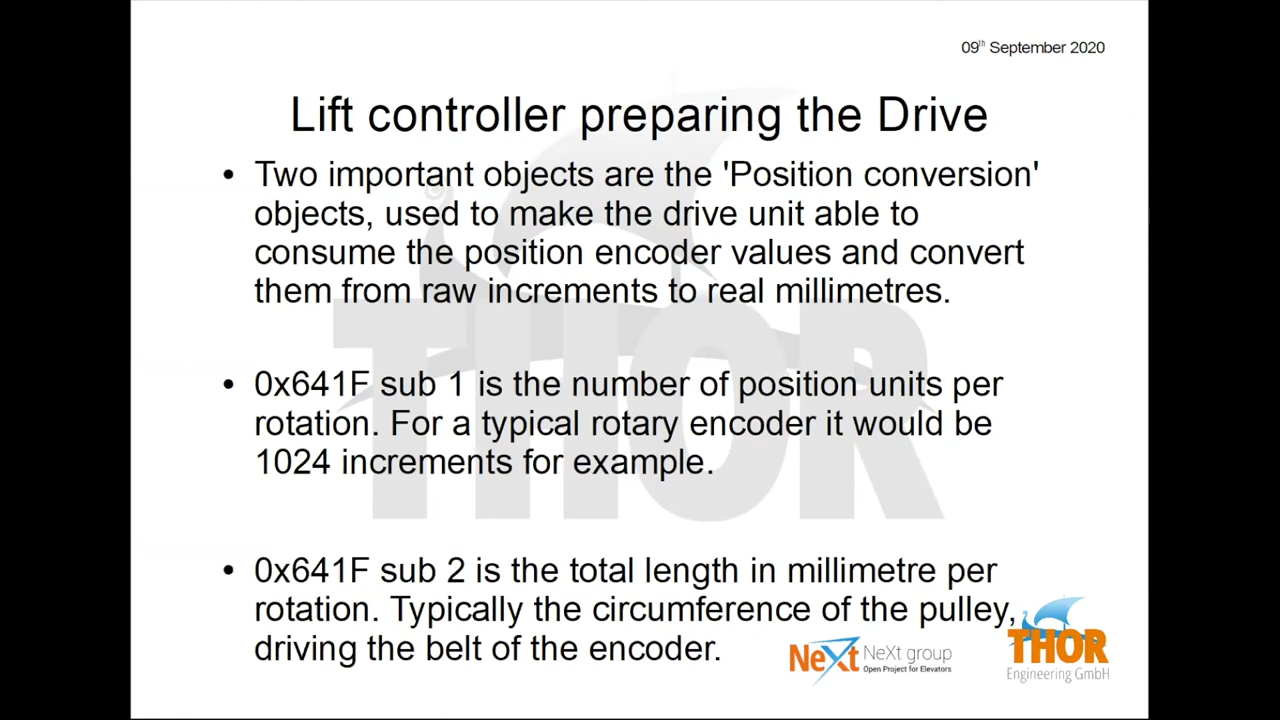 09th September 2020
Lift controller preparing the Drive
• Two important objects are the 'Position conversion'
objects, used to make the drive unit able to
consume the position encoder values and convert
them from raw increments to real millimetres.
• 0x641F sub 1 is the number of position units per
rotation. For a typical rotary encoder it would be
1024 increments for example.
• 0x641F sub 2 is the total length in millimetre per
rotation. Typically the circumference of the pulley,
driving the belt of the encoder.
THOR
NeXt NeXt group
Open Project for Elevators
THOR
Engineering GmbH